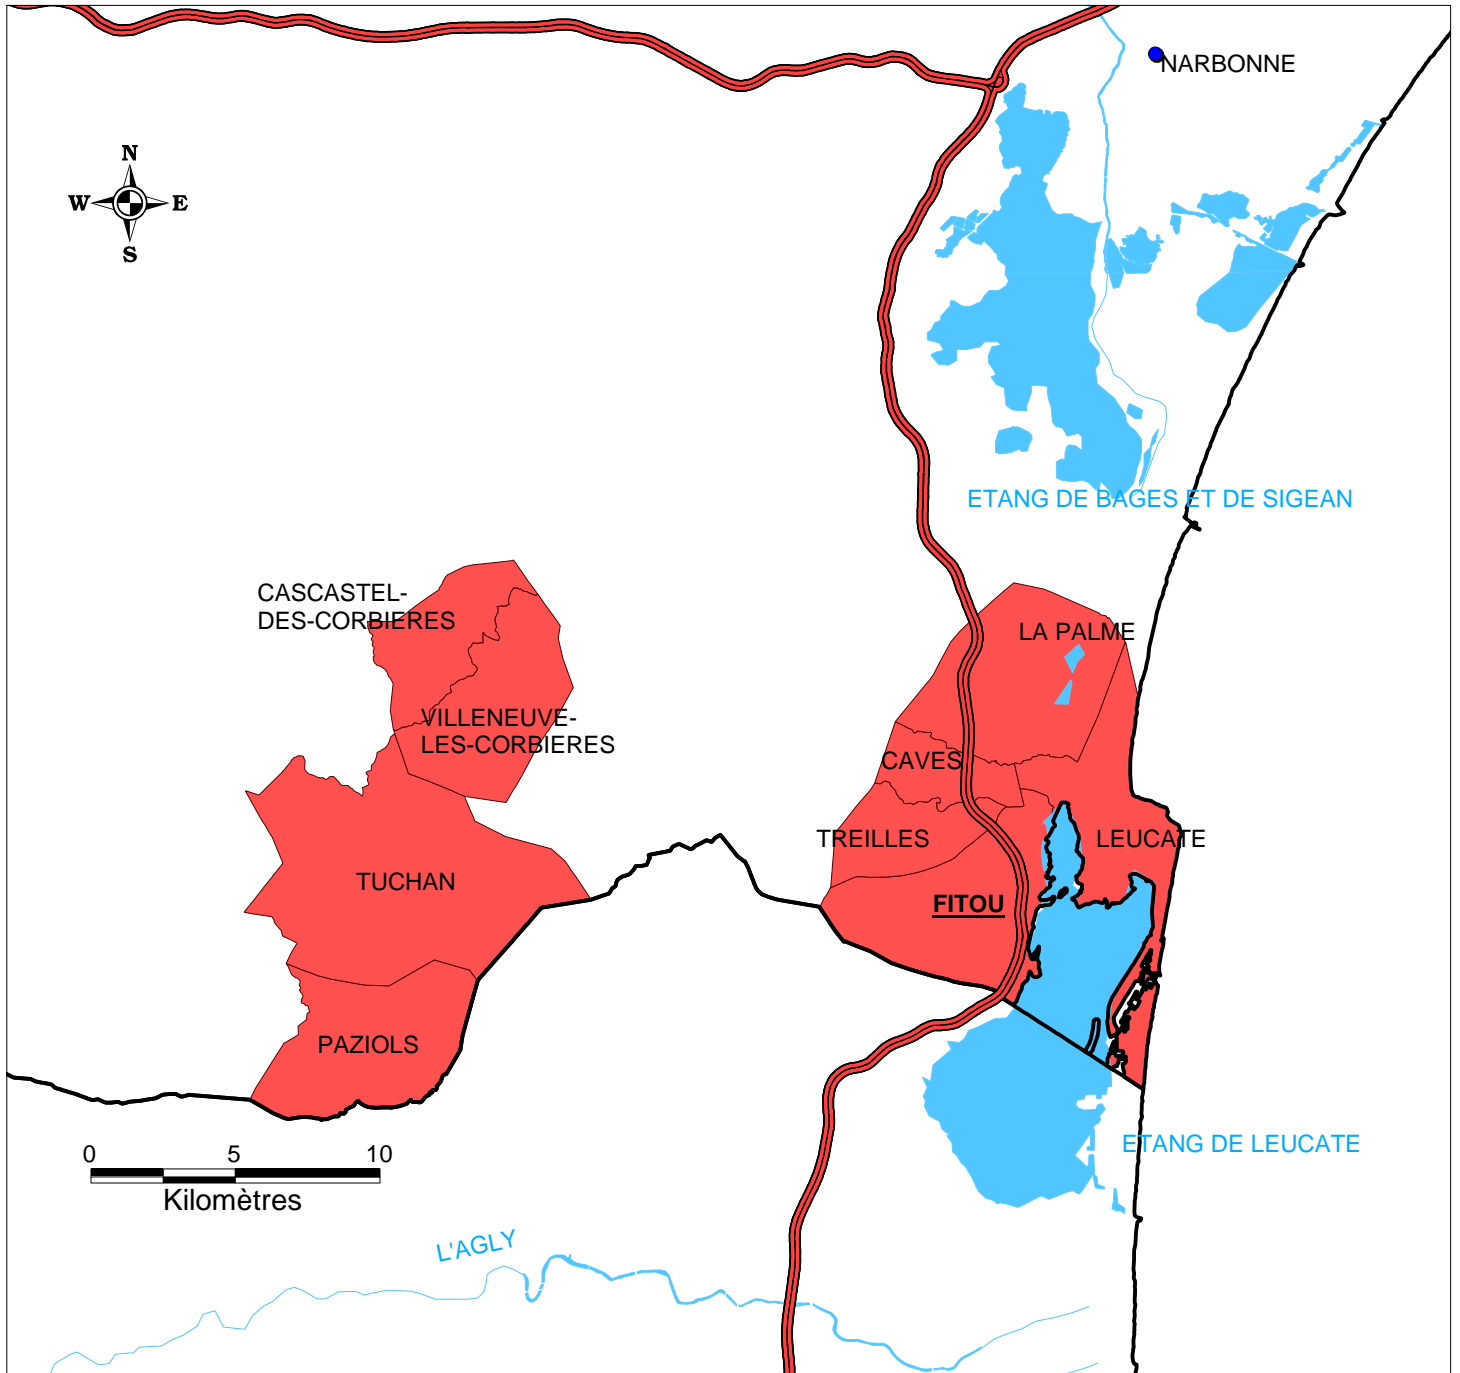 NARBONNE
N
W E
S
ETANG DE BAGES ET DE SIGEAN
CASCASTEL-
DES-CORBIERES
LA PALME
VILLENEUVE-
LES-CORBIERES
CAVES
TREILLES
LEUCATE
TUCHAN
FITOU
PAZIOLS
ETANG DE LEUCATE
0 5 10
Kilomètres
L'AGLY